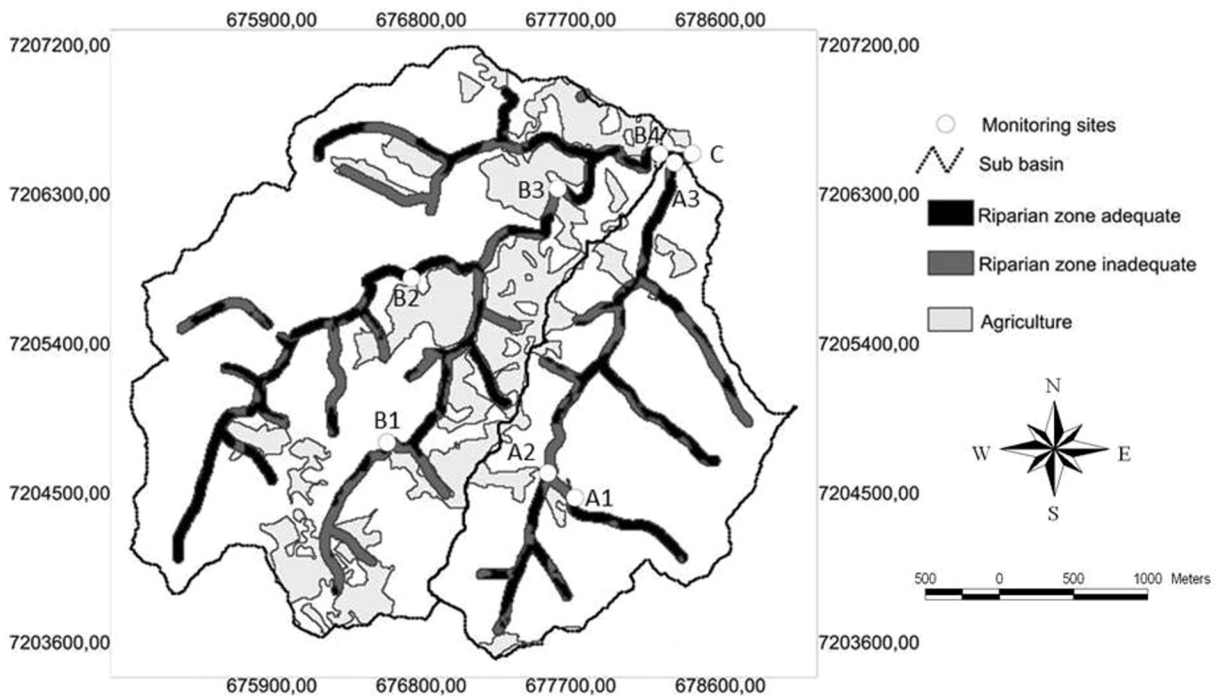 675900,00 676800,00 677700,00 678600,00
7207200,00 7207200,00
B4
C
Monitoring sites
Sub basin
B3
A3
7206300,00 7206300,00
Riparian zone adequate
Riparian zone inadequate
B2
Agriculture
7205400,00 7205400,00
N
B1
A2
W E
7204500,00 7204500,00
A1
S
500 0 500 1000 Meters
7203600,00 7203600,00
675900,00 676800,00 677700,00 678600,00